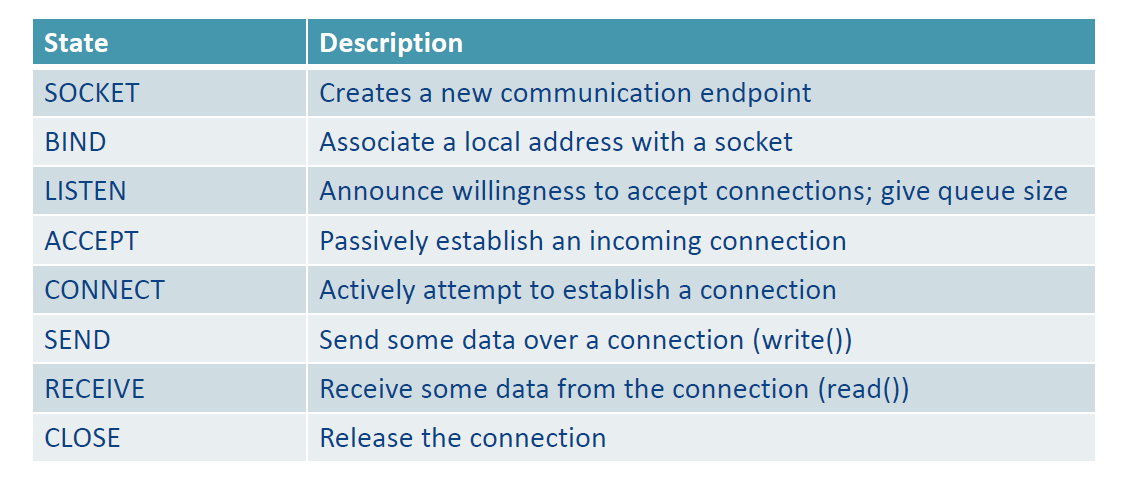 State Description
SOCKET Creates a new communication endpoint
BIND Associate a local address with a socket
LISTEN Announce willingness to accept connections; give queue size
ACCEPT Passively establish an incoming connection
CONNECT Actively attempt to establish a connection
SEND Send some data over a connection (write())
RECEIVE Receive some data from the connection (read())
CLOSE Release the connection